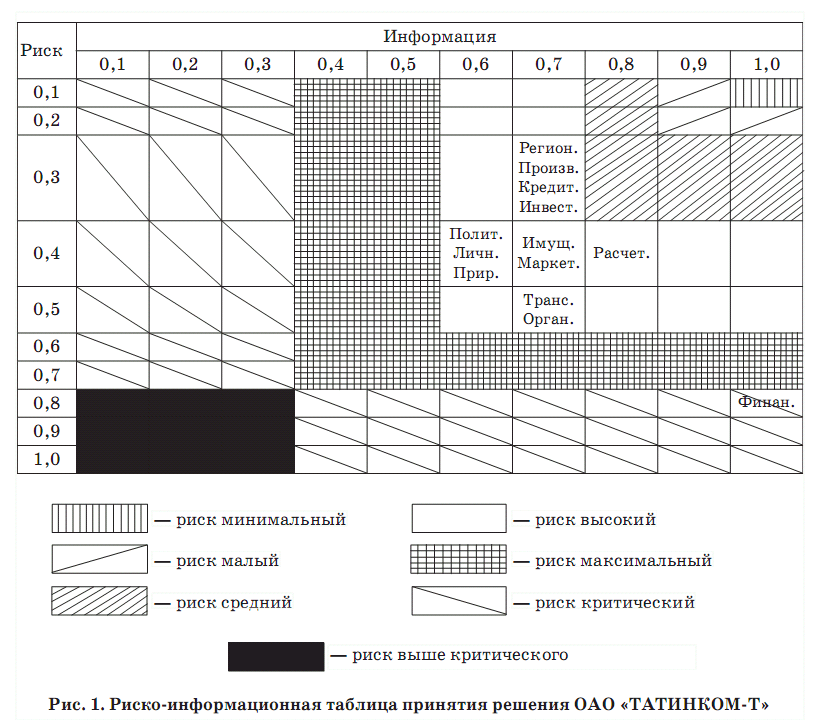 Риск
Информация
0,1 0,2 0,3 0,4 0,5 0,6 0,7 0,8 0,9 1,0
0,1
0,2
0,3
Регион.
Произв.
Кредит.
Инвест.
0,4
Полит.
Личн.
Прир.
Имущ.
Маркет.
Расчет.
0,5
Транс.
Орган.
0,6
0,7
0,8
Финан.
0,9
1,0
— риск минимальный
— риск высокий
— риск малый
— риск максимальный
— риск средний
— риск критический
— риск выше критического
Рис. 1. Риско-информационная таблица принятия решения ОАО «ТАТИНКОМ-Т»